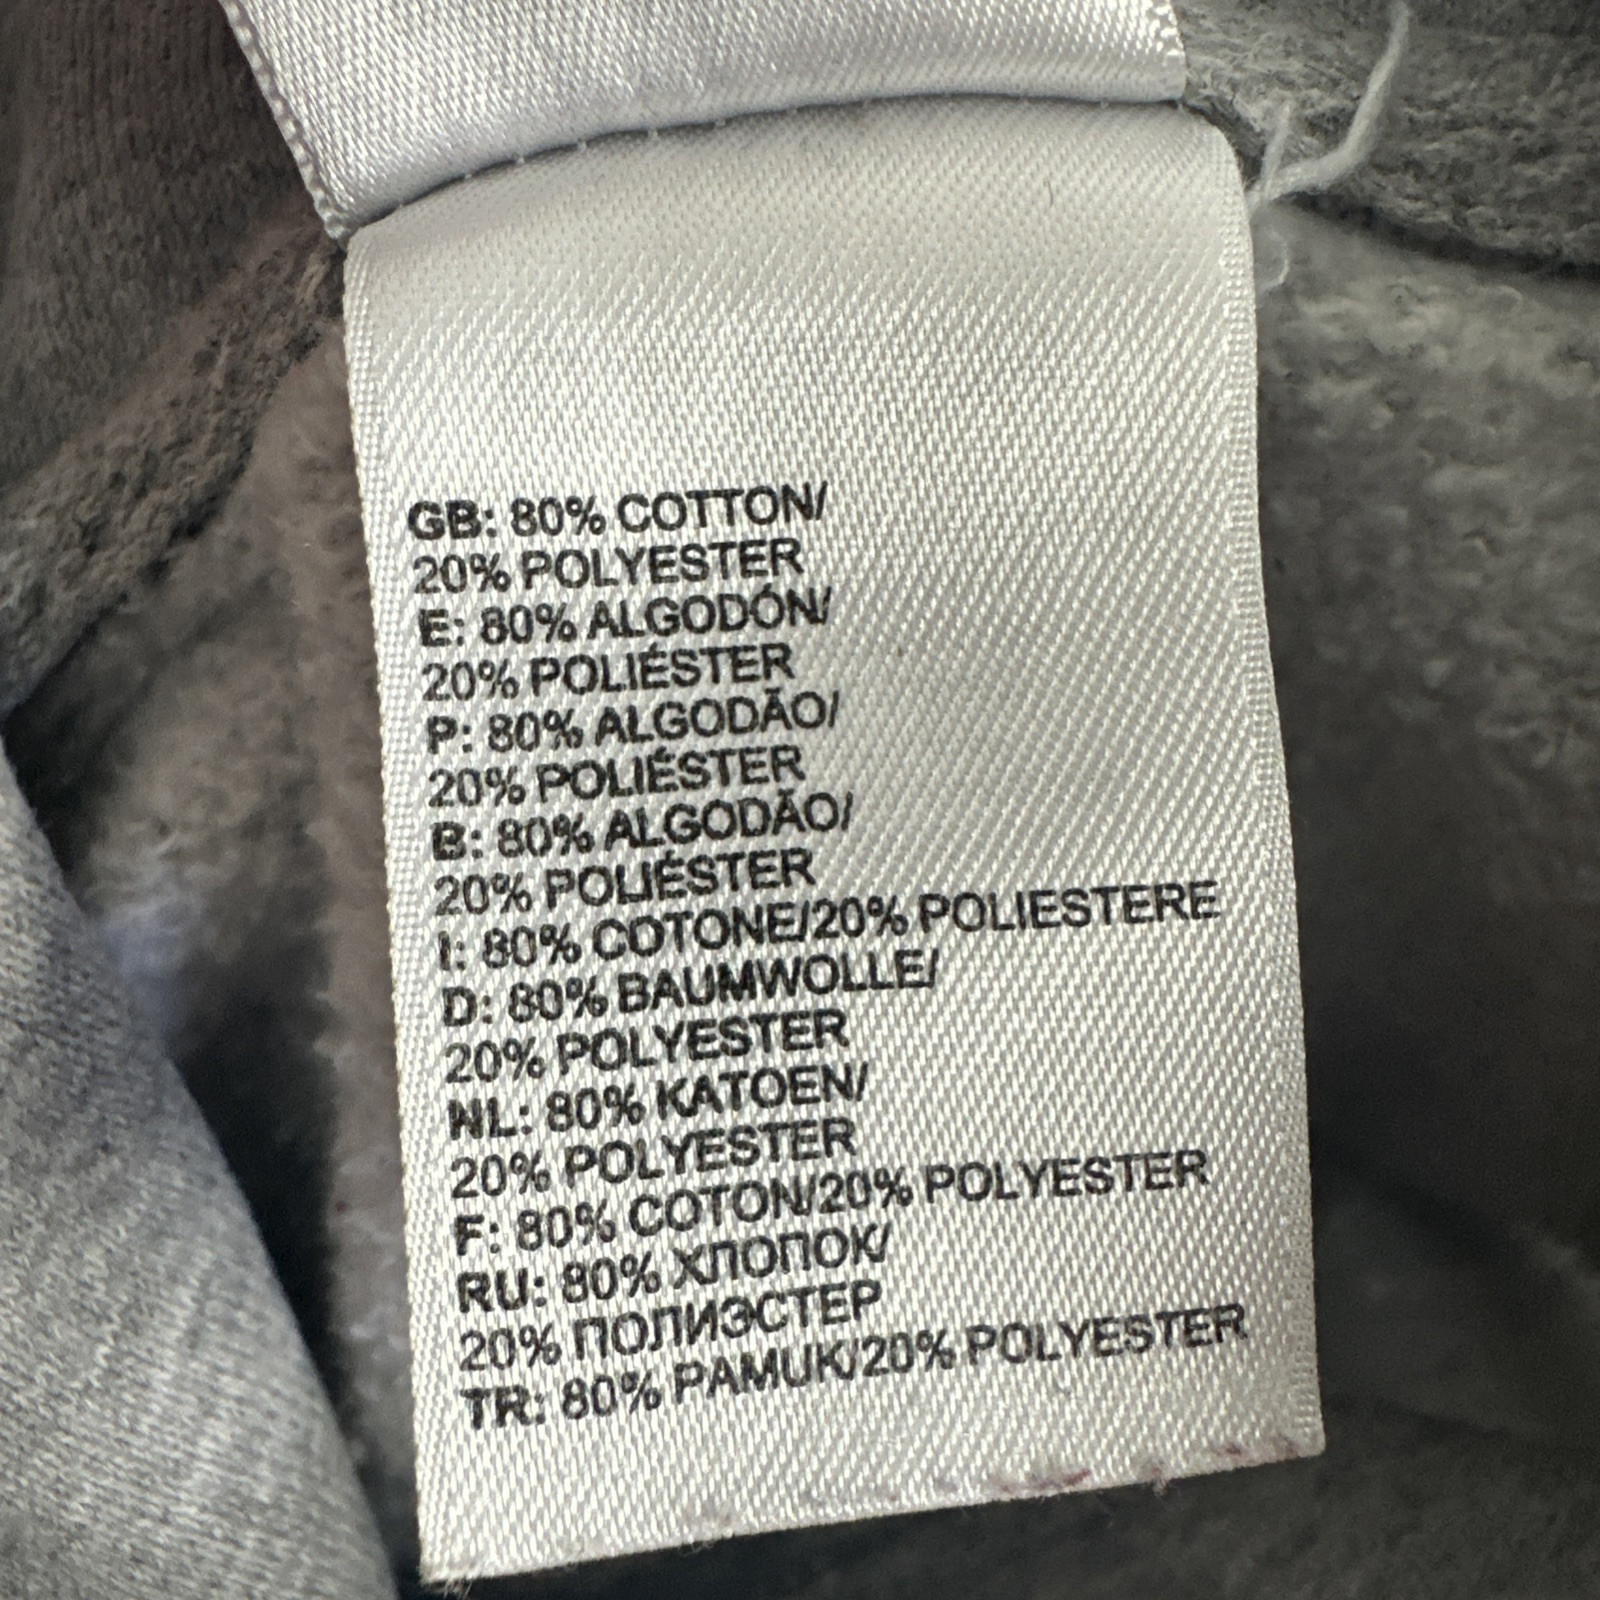 GB: 80% COTTON/
20% POLYESTER
E: 80% ALGODÓN/
20% POLIÉSTER
P: 80% ALGODÃO/
20% POLIÉSTER
B: 80% ALGODÃO/
20% POLIÉSTER
I: 80% COTONE/20% POLIESTERE
D: 80% BAUMWOLLE/
20% POLYESTER
NL: 80% KATOEN/
20% POLYESTER
F: 80% COTON/20% POLYESTER
RU: 80% ХЛОПОК/
20% ПОЛИЭСТЕР
TR: 80% PAMUK/20% POLYESTER